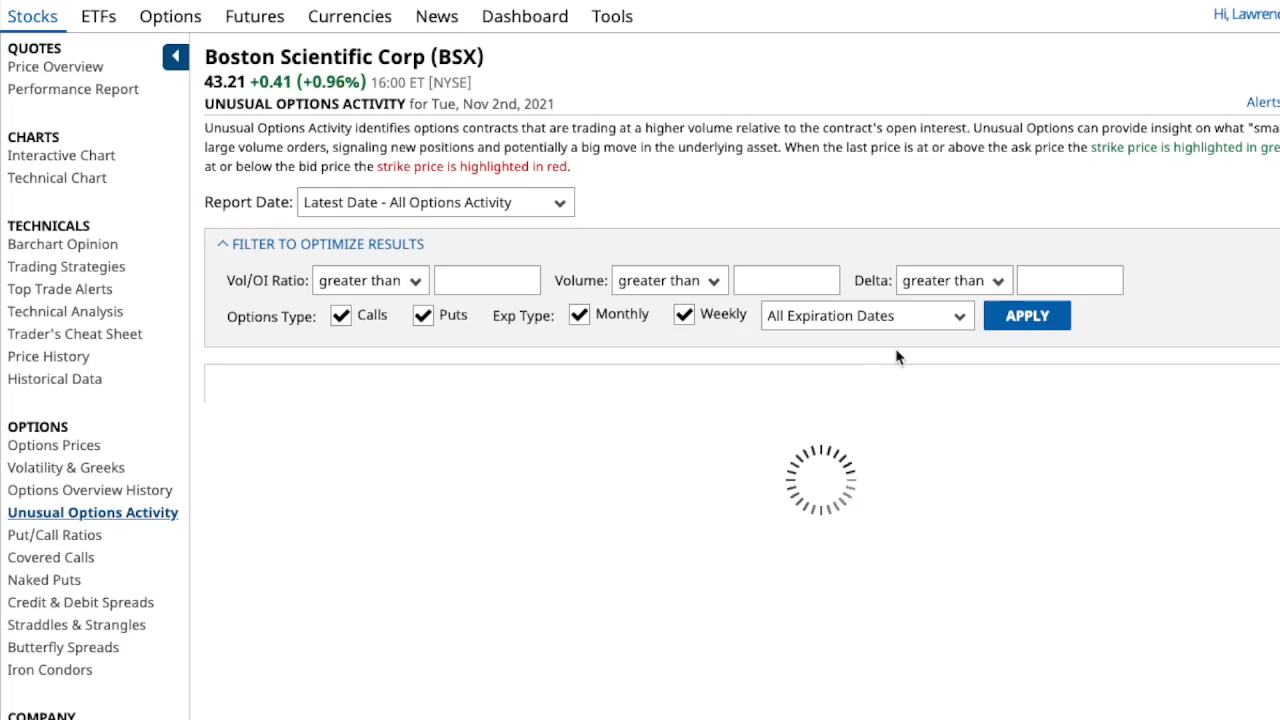 Stocks ETFs Options Futures Currencies News Dashboard Tools Hi,
QUOTES
Price Overview
Performance Report
CHARTS
Interactive Chart
Technical Chart
TECHNICALS
Barchart Opinion
Trading Strategies
Top Trade Alerts
Technical Analysis
Trader's Cheat Sheet
Price History
Historical Data
OPTIONS
Options Prices
Volatility & Greeks
Options Overview History
Unusual Options Activity
Put/Call Ratios
Covered Calls
Naked Puts
Credit & Debit Spreads
Straddles & Strangles
Butterfly Spreads
Iron Condors
COMPANY
Boston Scientific Corp (BSX)
43.21 +0.41 (+0.96%) 16:00 ET [NYSE]
UNUSUAL OPTIONS ACTIVITY for Tue, Nov 2nd, 2021
Alerts
Unusual Options Activity identifies options contracts that are trading at a higher volume relative to the contract's open interest. Unusual Options can provide insight on what
large volume orders, signaling new positions and potentially a big move in the underlying asset. When the last price is at or above the ask price the strike price is highlighted in
at or below the bid price the strike price is highlighted in red.
Report Date: Latest Date - All Options Activity
FILTER TO OPTIMIZE RESULTS
Vol/OI Ratio: greater than Volume: greater than Delta: greater than
Options Type: Calls Puts Exp Type: Monthly Weekly All Expiration Dates APPLY